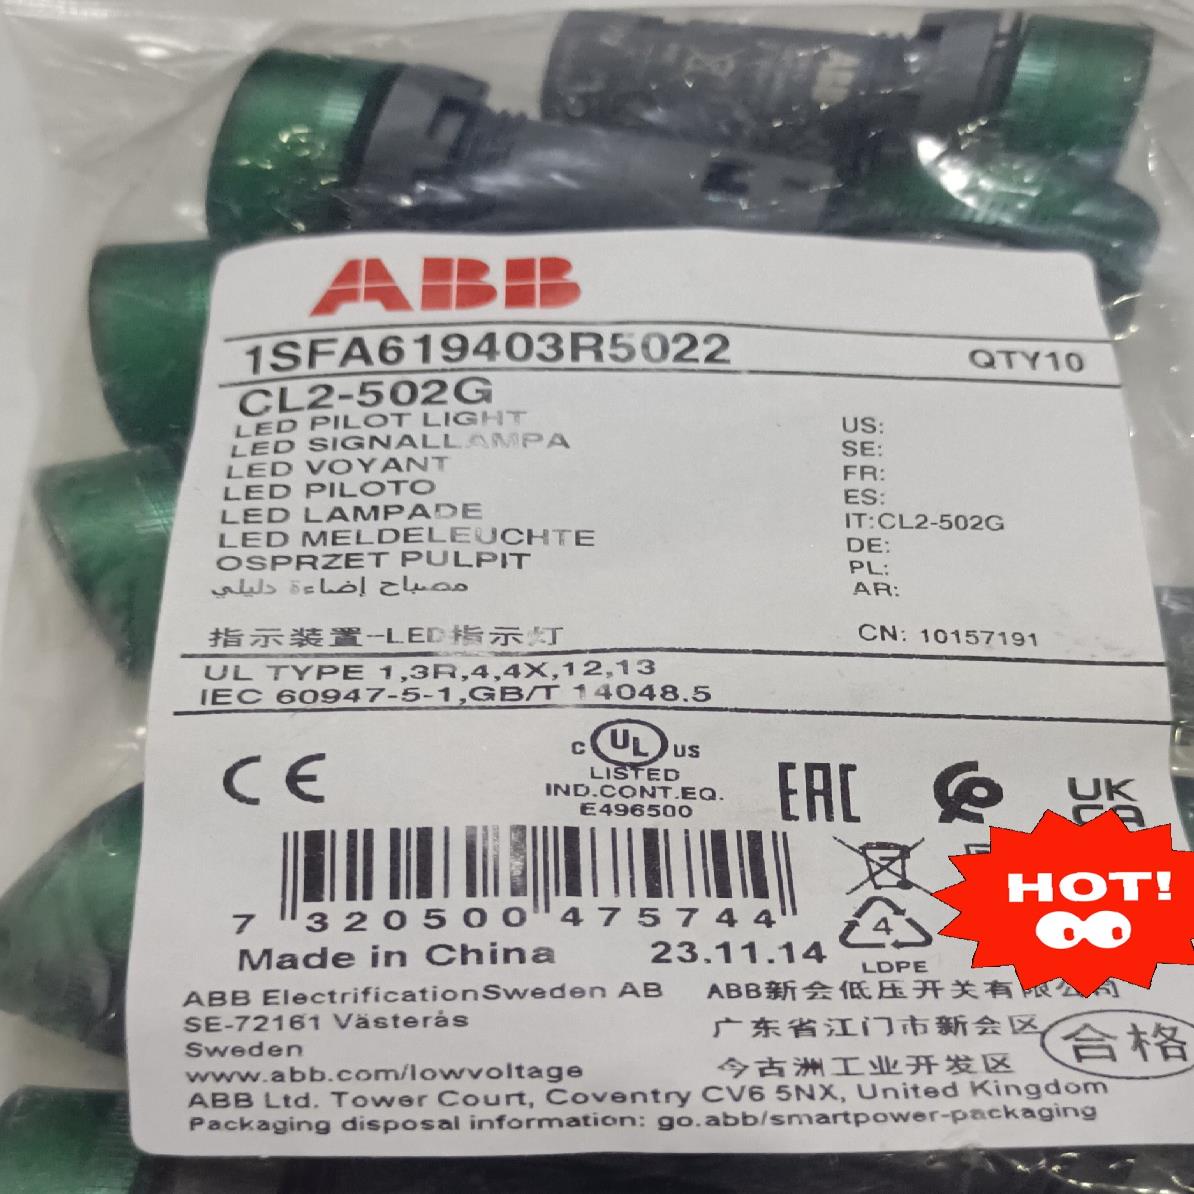 ABB
1SFA619403R5022 QTY10
CL2-502G
LED PILOT LIGHT US:
LED SIGNALLAMPA SE:
LED VOYANT FR:
LED PILOTO ES:
LED LAMPADE IT:CL2-502G
LED MELDELEUCHTE DE:
OSPRZET PULPIT PL:
مصباح إضاءة دليلي AR:
指示装置-LED指示灯 CN: 10157191
UL TYPE 1,3R,4,4X,12,13
IEC 60947-5-1,GB/T 14048.5
CE
C UL US
LISTED
IND.CONT.EQ.
E496500
EAC
UK
CA
7 320500 475744
4
LDPE
HOT!
Made in China 23.11.14
ABB ElectrificationSweden AB
SE-72161 Västerås
Sweden
www.abb.com/lowvoltage
ABB新会低压开关有限公司
广东省江门市新会区
今古洲工业开发区
合格
ABB Ltd. Tower Court, Coventry CV6 5NX, United Kingdom
Packaging disposal information: go.abb/smartpower-packaging